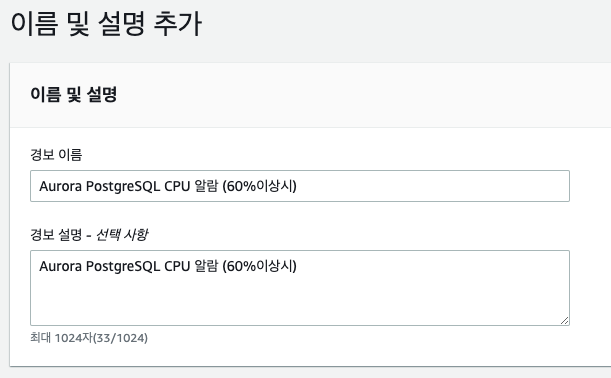 이름 및 설명 추가
이름 및 설명
경보 이름
Aurora PostgreSQL CPU 알람 (60%이상시)
경보 설명 - 선택 사항
Aurora PostgreSQL CPU 알람 (60%이상시)
최대 1024자(33/1024)